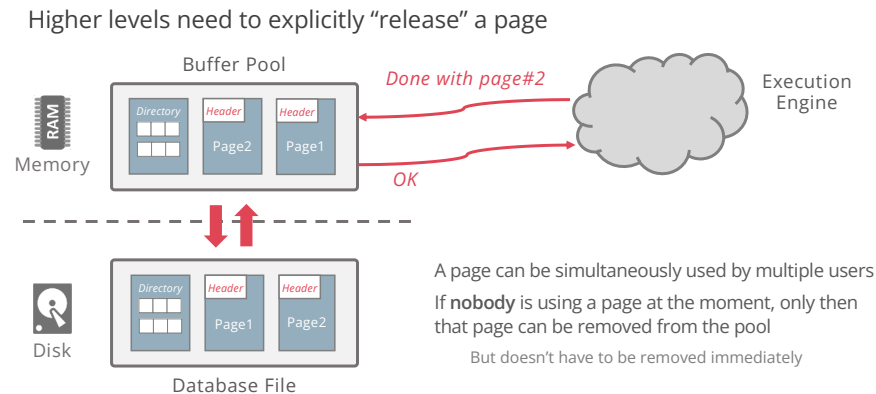 Higher levels need to explicitly “release” a page
Buffer Pool
Done with page#2
Execution
Engine
RAM
Memory
Directory
Header
Page2
Header
Page1
OK
Disk
Directory
Header
Page1
Header
Page2
Database File
A page can be simultaneously used by multiple users
If nobody is using a page at the moment, only then
that page can be removed from the pool
But doesn’t have to be removed immediately